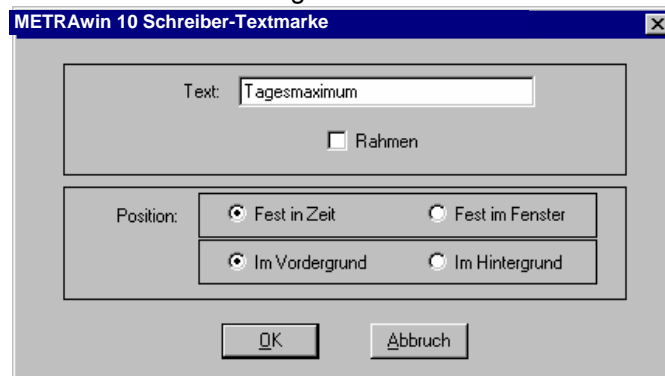 METRAwin 10 Schreiber-Textmarke
Text: Tagesmaximum
Rahmen
Position: Fest in Zeit Fest im Fenster
Im Vordergrund Im Hintergrund
OK Abbruch